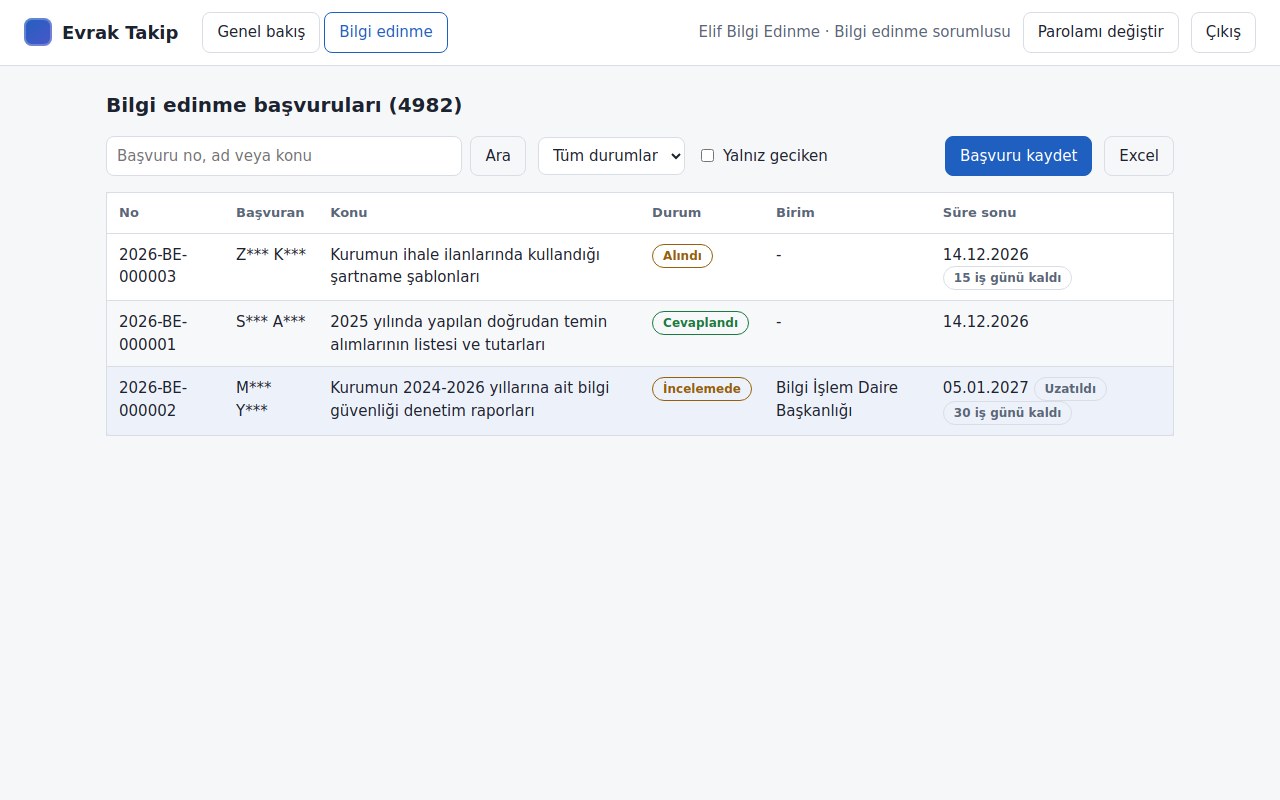 Evrak Takip
Genel bakış
Bilgi edinme
Elif Bilgi Edinme · Bilgi edinme sorumlusu
Parolamı değiştir
Çıkış
Bilgi edinme başvuruları (4982)
Başvuru no, ad veya konu
Ara
Tüm durumlar
Yalnız geciken
Başvuru kaydet
Excel
No Başvuran Konu Durum Birim Süre sonu
2026-BE- Z*** K*** Kurumun ihale ilanlarında kullandığı Alındı - 14.12.2026
000003 şartname şablonları 15 iş günü kaldı
2026-BE- S*** A*** 2025 yılında yapılan doğrudan temin Cevaplandı - 14.12.2026
000001 alımlarının listesi ve tutarları
2026-BE- M*** Kurumun 2024-2026 yıllarına ait bilgi İncelemede Bilgi İşlem Daire 05.01.2027 Uzatıldı
000002 Y*** güvenliği denetim raporları Başkanlığı 30 iş günü kaldı